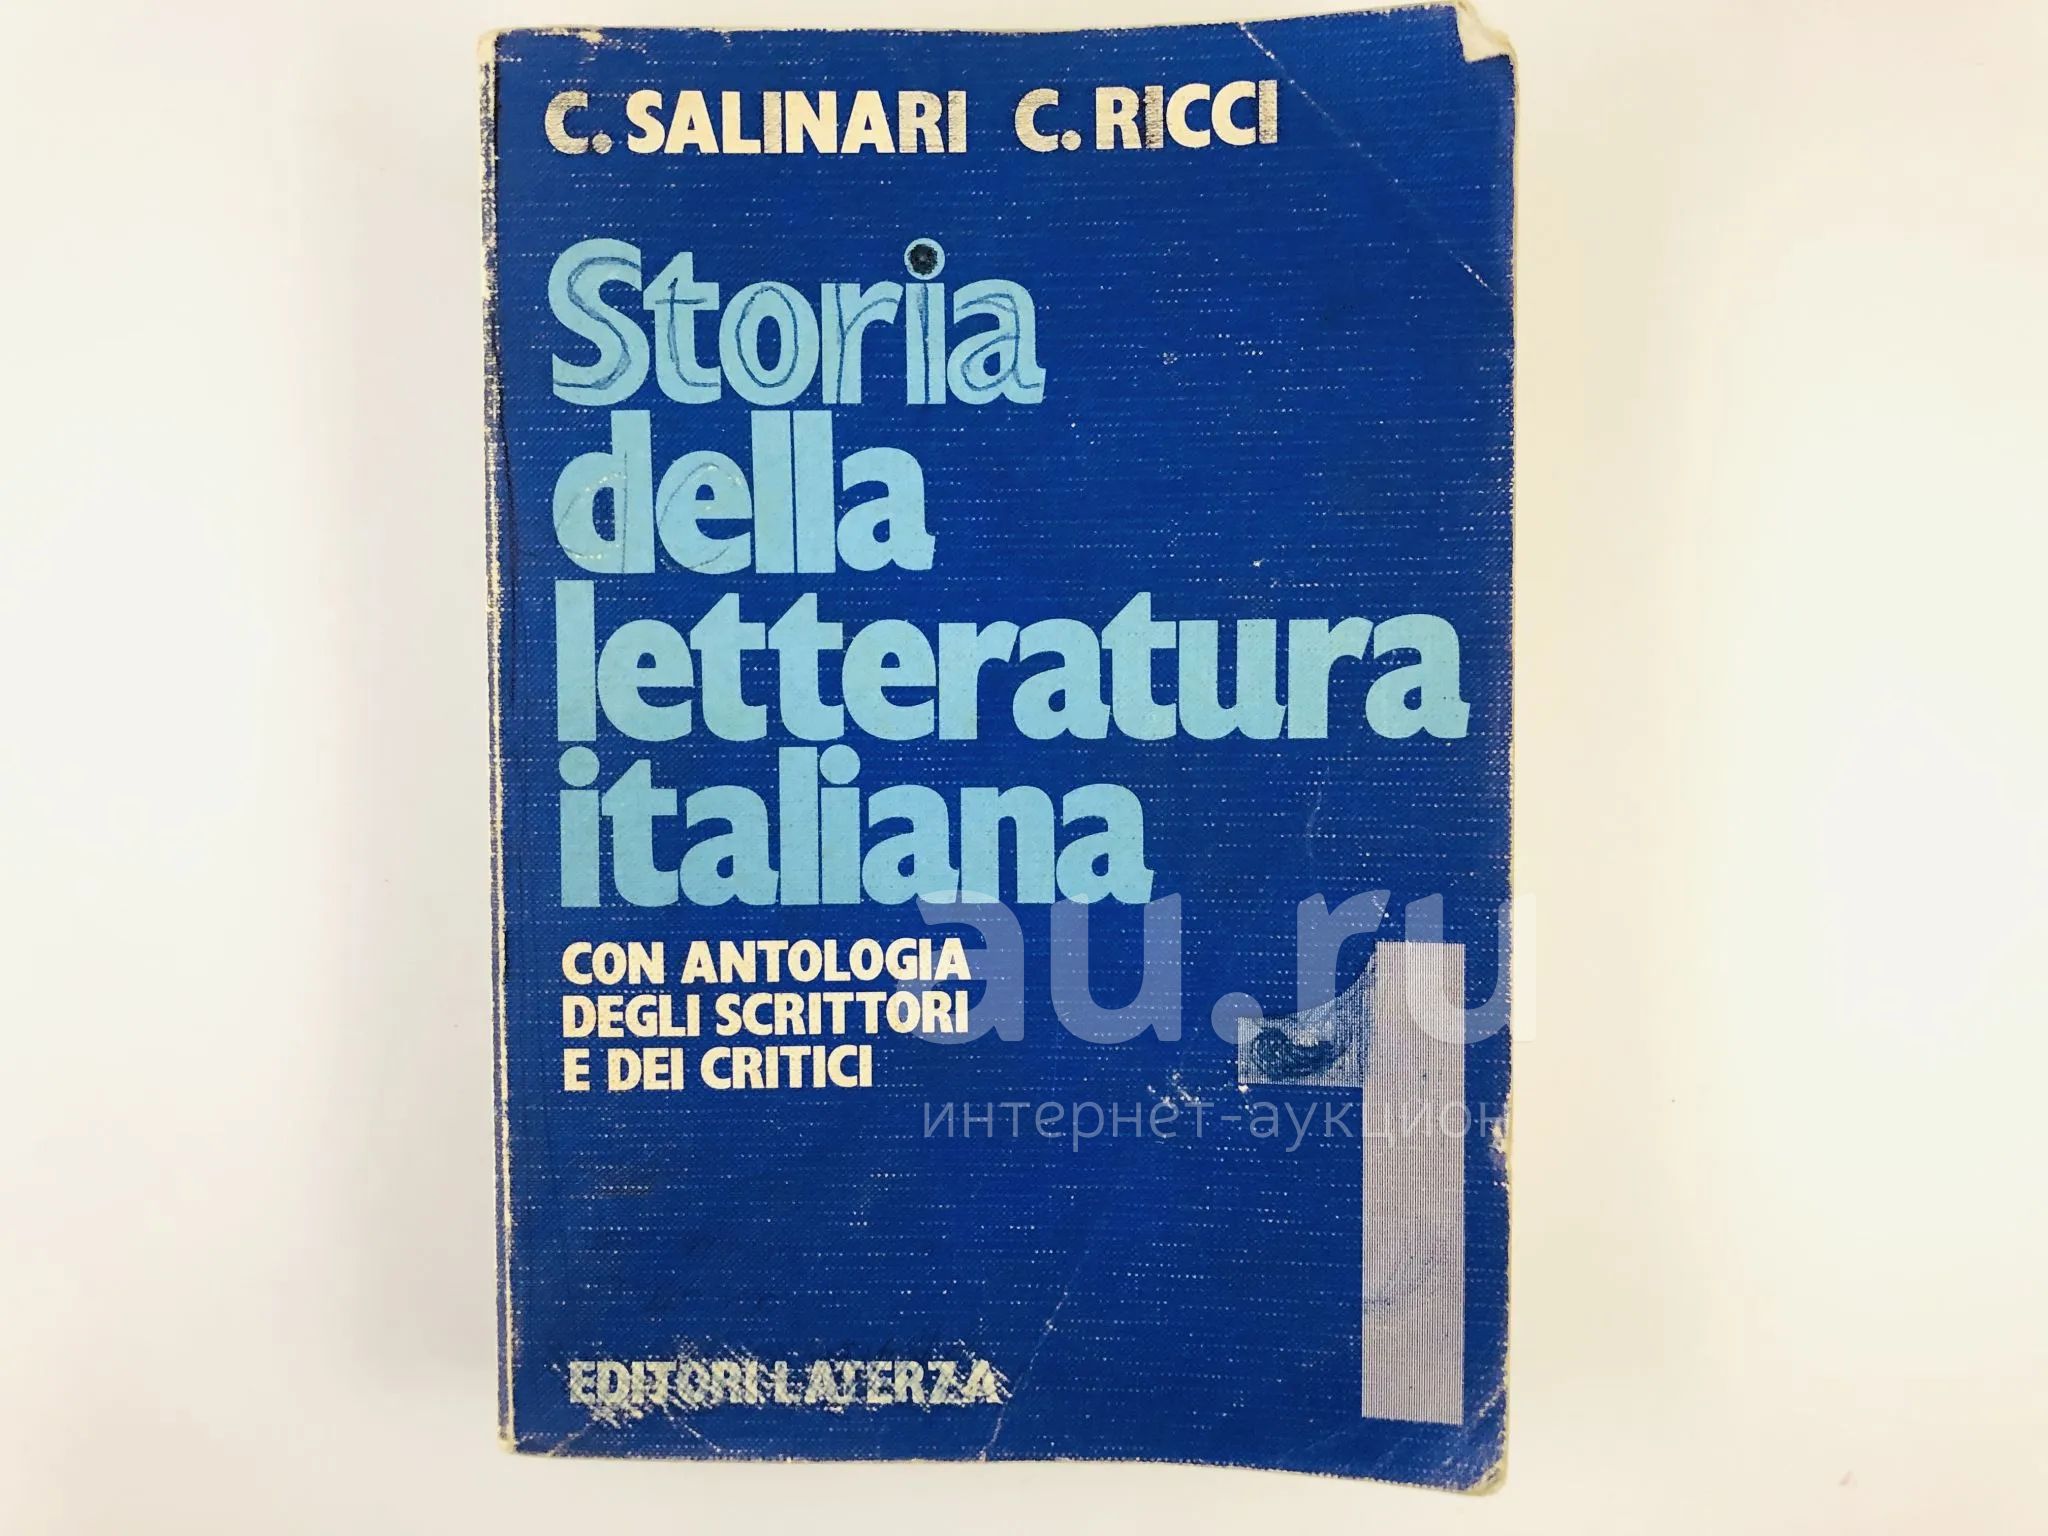 C. SALINARI C. RICCI
Storia
della
letteratura
italiana
CON ANTOLOGIA
DEGLI SCRITTORI
E DEI CRITICI
1
au.ru
интернет-аукцион
EDITORI LATERZA